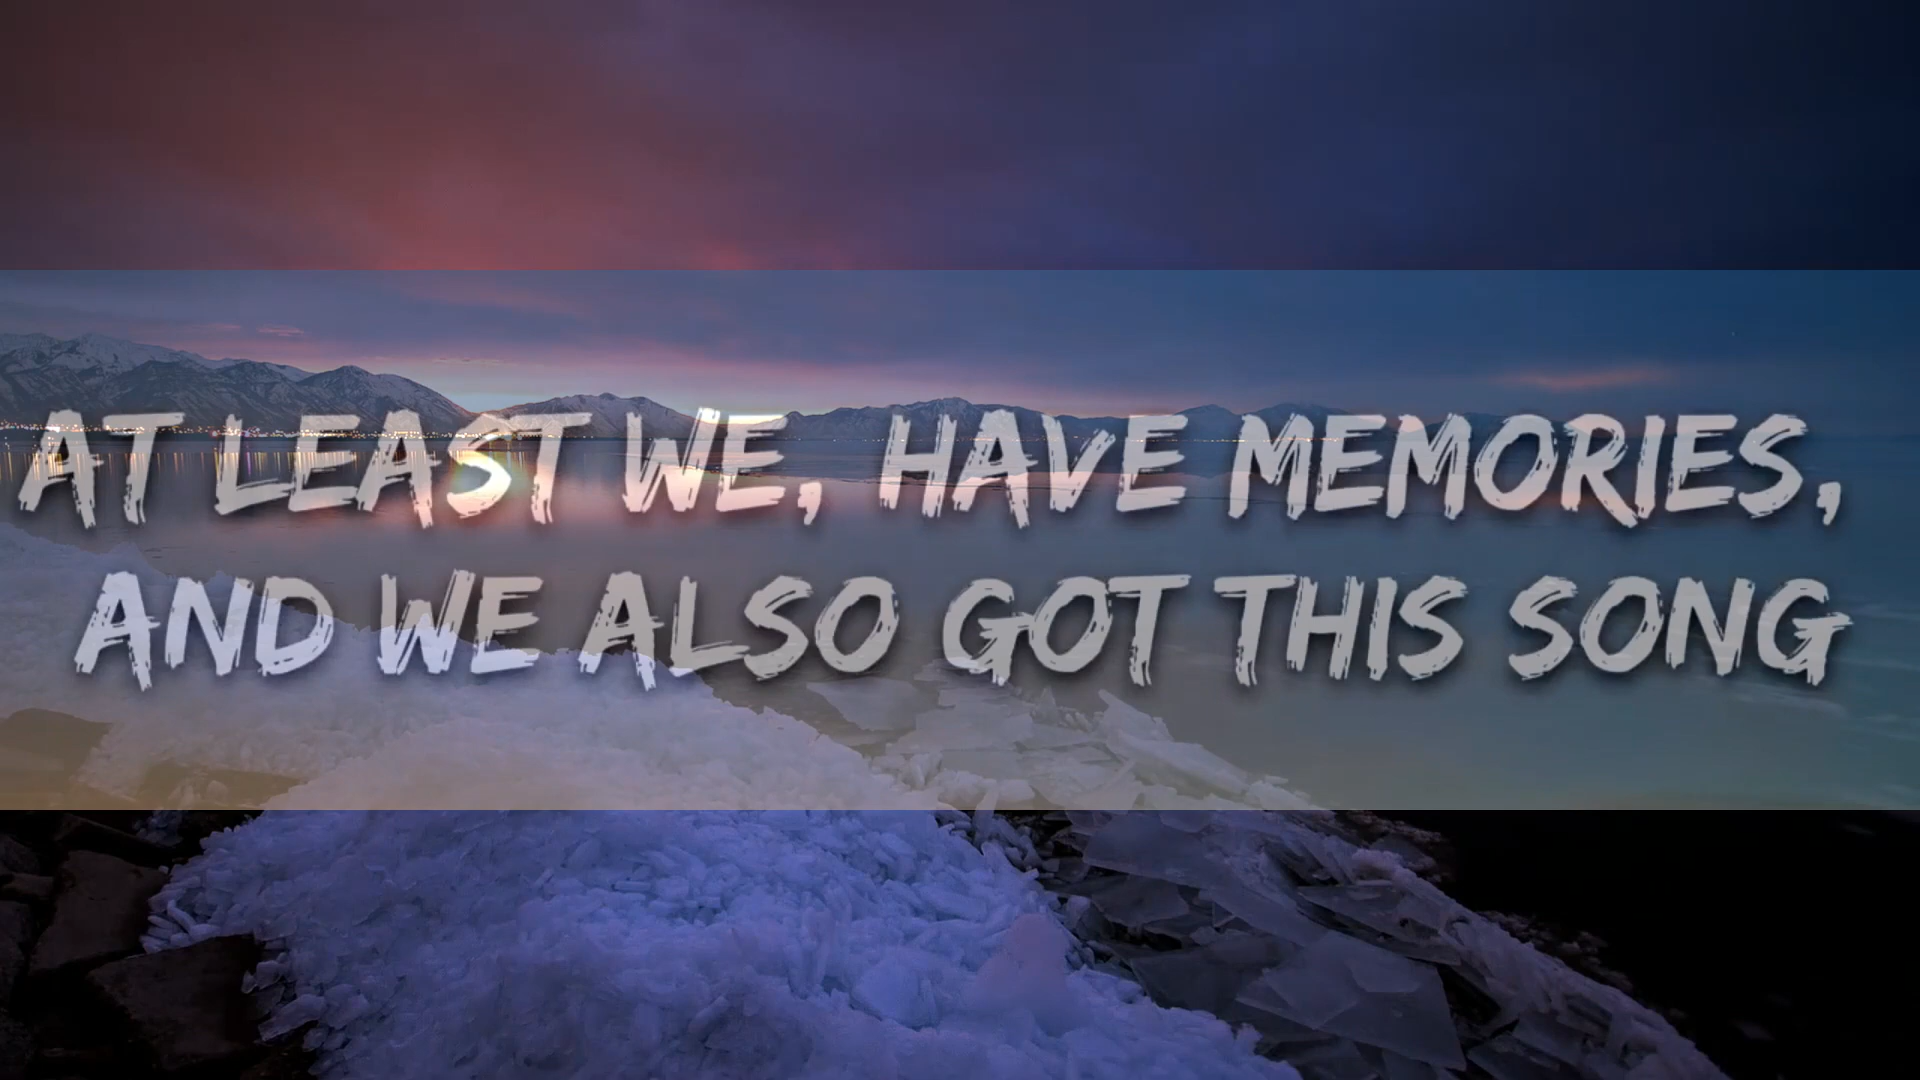 AT LEAST WE, HAVE MEMORIES,
AND WE ALSO GOT THIS SONG